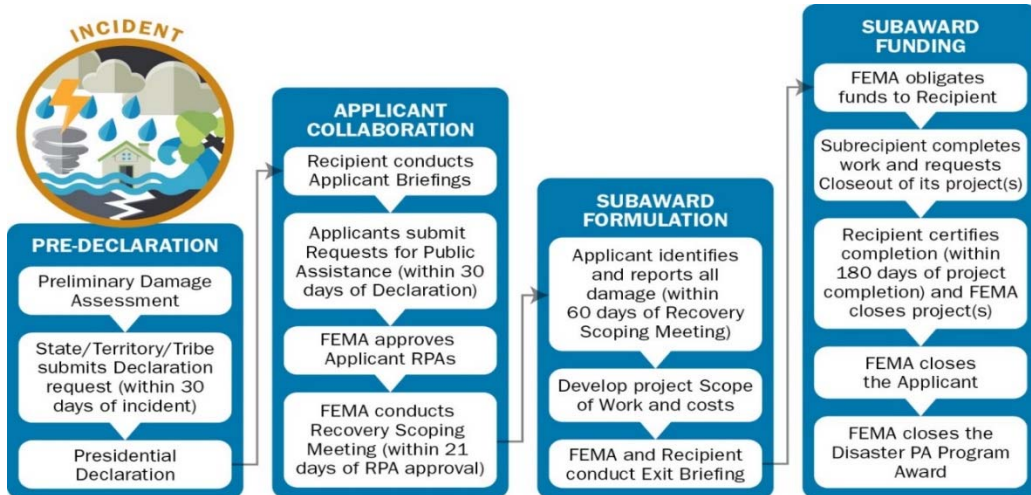 INCIDENT
PRE-DECLARATION
Preliminary Damage
Assessment
State/Territory/Tribe
submits Declaration
request (within 30
days of incident)
Presidential
Declaration
APPLICANT
COLLABORATION
Recipient conducts
Applicant Briefings
Applicants submit
Requests for Public
Assistance (within 30
days of Declaration)
FEMA approves
Applicant RPAs
FEMA conducts
Recovery Scoping
Meeting (within 21
days of RPA approval)
SUBAWARD
FORMULATION
Applicant identifies
and reports all
damage (within
60 days of Recovery
Scoping Meeting)
Develop project Scope
of Work and costs
FEMA and Recipient
conduct Exit Briefing
SUBAWARD
FUNDING
FEMA obligates
funds to Recipient
Subrecipient completes
work and requests
Closeout of its project(s)
Recipient certifies
completion (within
180 days of project
completion) and FEMA
closes project(s)
FEMA closes
the Applicant
FEMA closes the
Disaster PA Program
Award